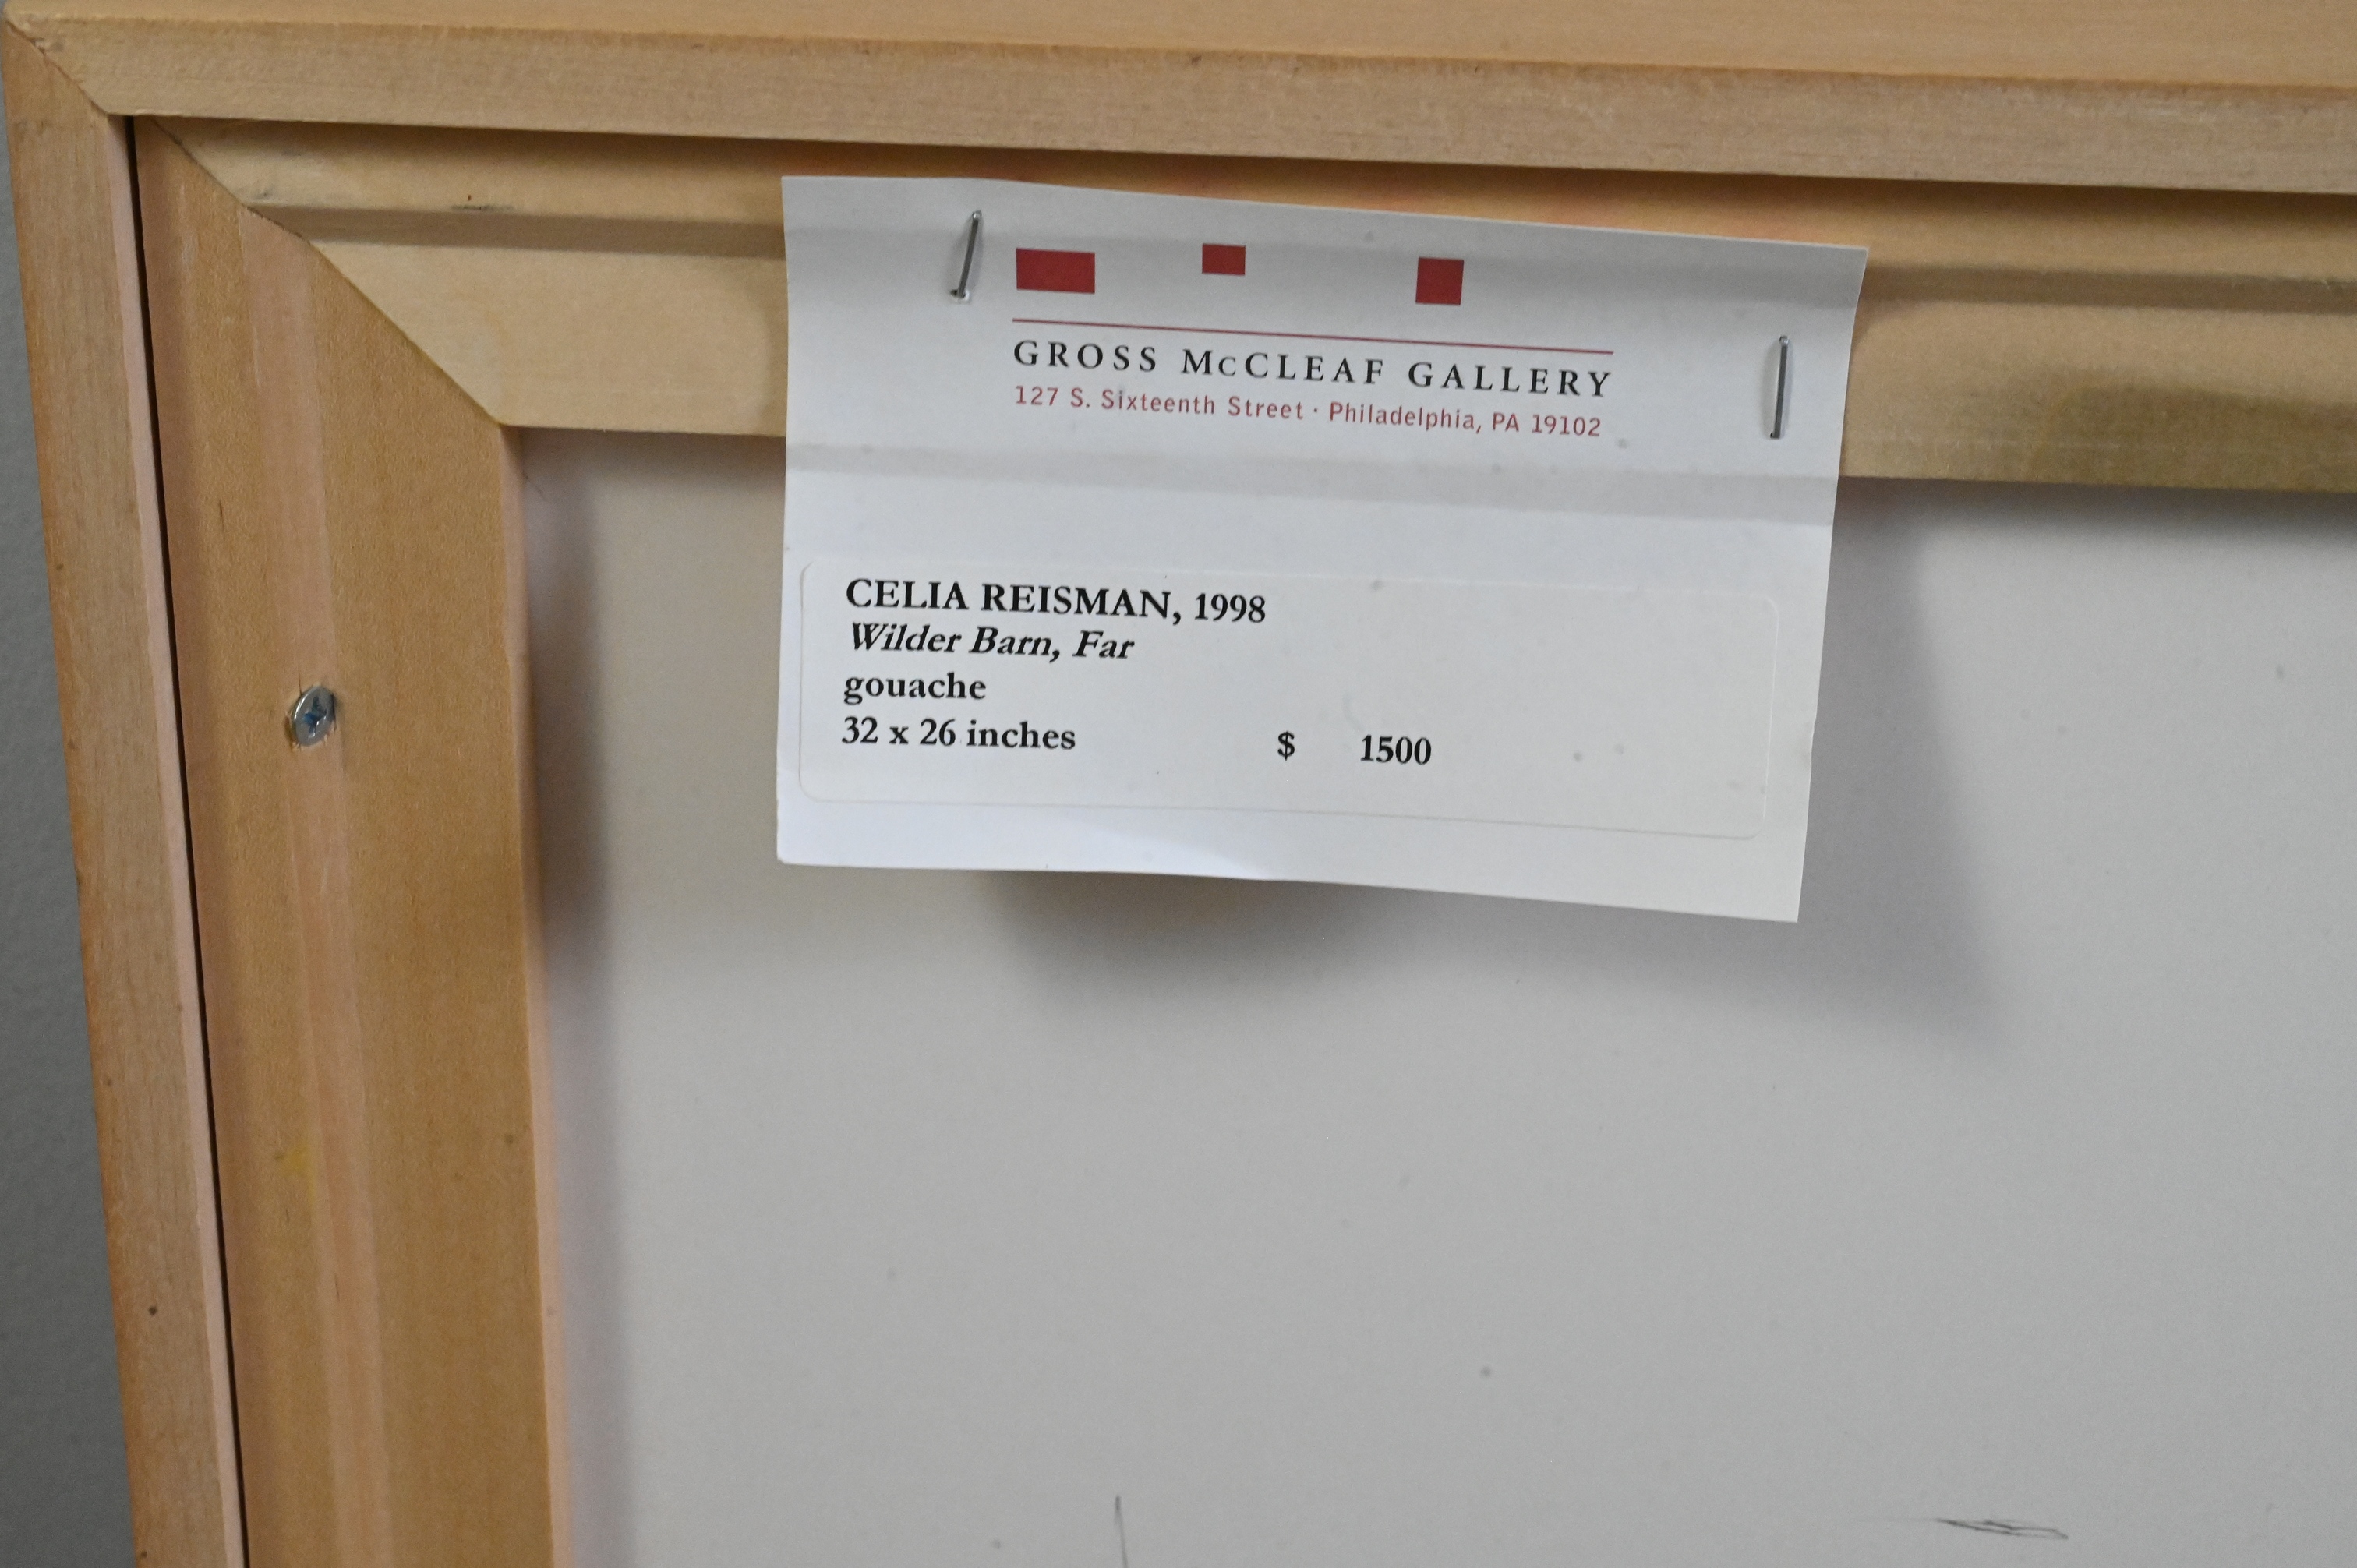 GROSS McCLEAF GALLERY
127 S. Sixteenth Street · Philadelphia, PA 19102
CELIA REISMAN, 1998
Wilder Barn, Far
gouache
32 x 26 inches $ 1500